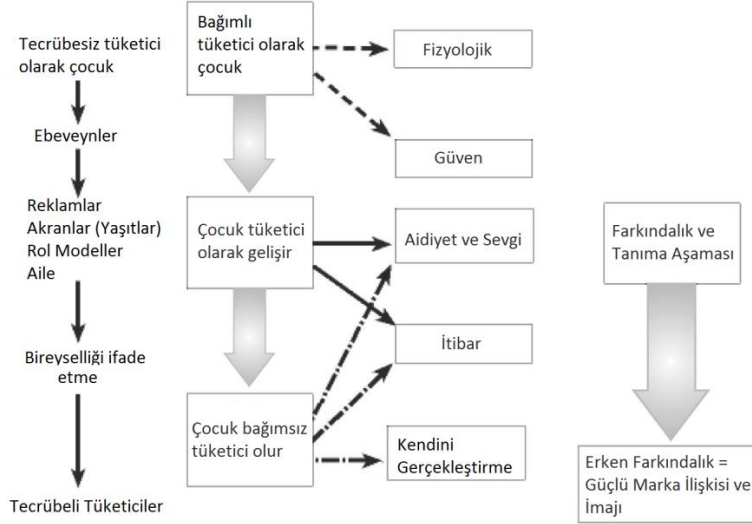 Tecrübesiz tüketici
olarak çocuk
Ebeveynler
Reklamlar
Akranlar (Yaşıtlar)
Rol Modeller
Aile
Bireyselliği ifade
etme
Tecrübeli Tüketiciler
Bağımlı
tüketici olarak
çocuk
Çocuk tüketici
olarak gelişir
Çocuk bağımsız
tüketici olur
Fizyolojik
Güven
Aidiyet ve Sevgi
İtibar
Kendini
Gerçekleştirme
Farkındalık ve
Tanıma Aşaması
Erken Farkındalık =
Güçlü Marka İlişkisi ve
İmajı